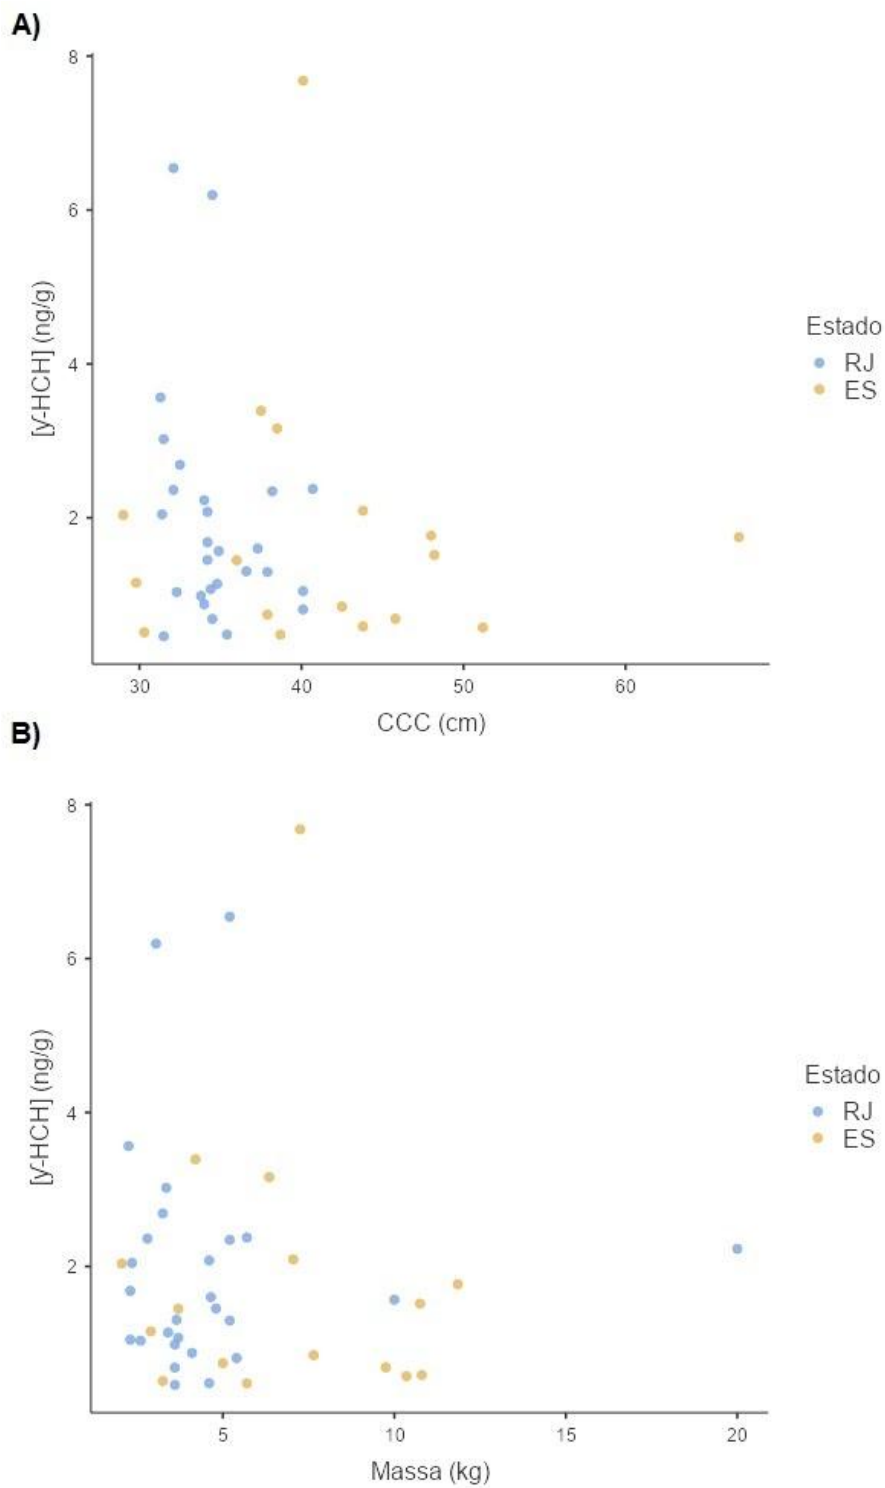 A)
8
6
4
2
[γ-HCH] (ng/g)
30 40 50 60
CCC (cm)
Estado
RJ
ES
B)
8
6
4
2
[γ-HCH] (ng/g)
5 10 15 20
Massa (kg)
Estado
RJ
ES